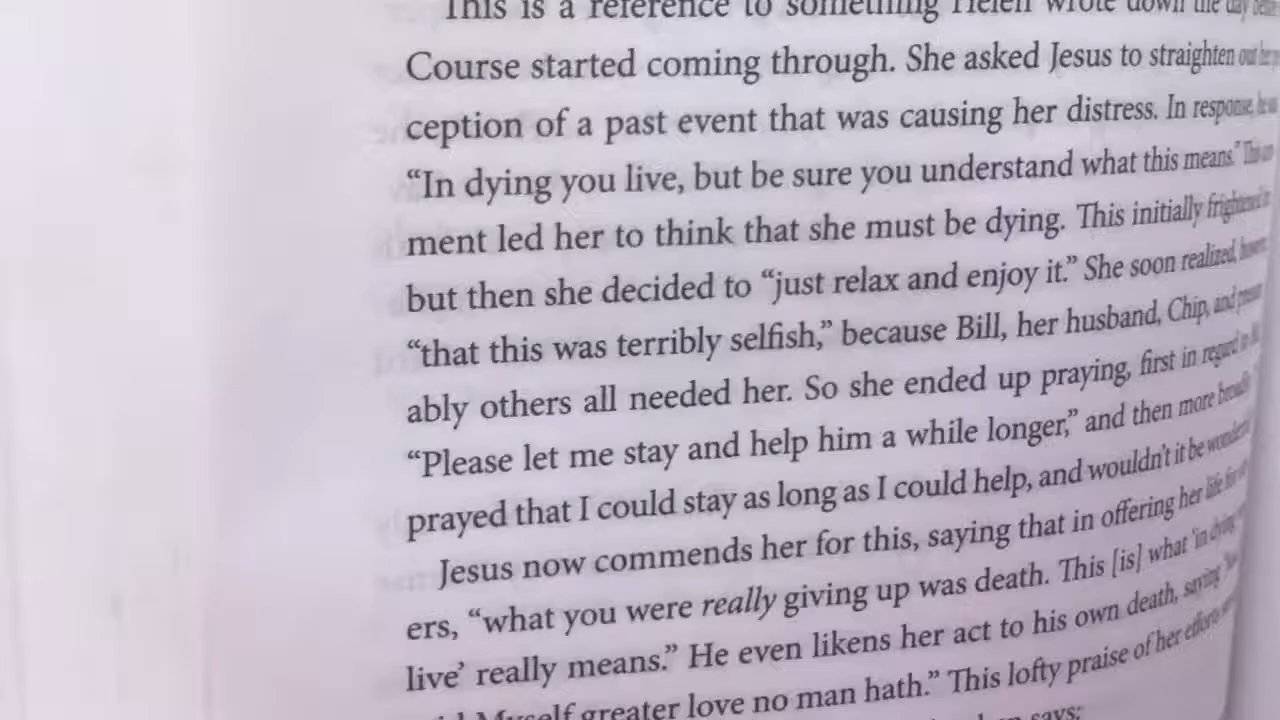 This is a reference to something Helen wrote down the day
Course started coming through. She asked Jesus to straighten out
ception of a past event that was causing her distress. In response,
“In dying you live, but be sure you understand what this means.”
ment led her to think that she must be dying. This initially frightened
but then she decided to “just relax and enjoy it.” She soon realized,
“that this was terribly selfish,” because Bill, her husband, Chip, and
ably others all needed her. So she ended up praying, first in regard to
“Please let me stay and help him a while longer,” and then more
prayed that I could stay as long as I could help, and wouldn’t it be
Jesus now commends her for this, saying that in offering her life for
ers, “what you were really giving up was death. This [is] what ‘in dying
live’ really means.” He even likens her act to his own death, saying
Myself greater love no man hath.” This lofty praise of her efforts
says: